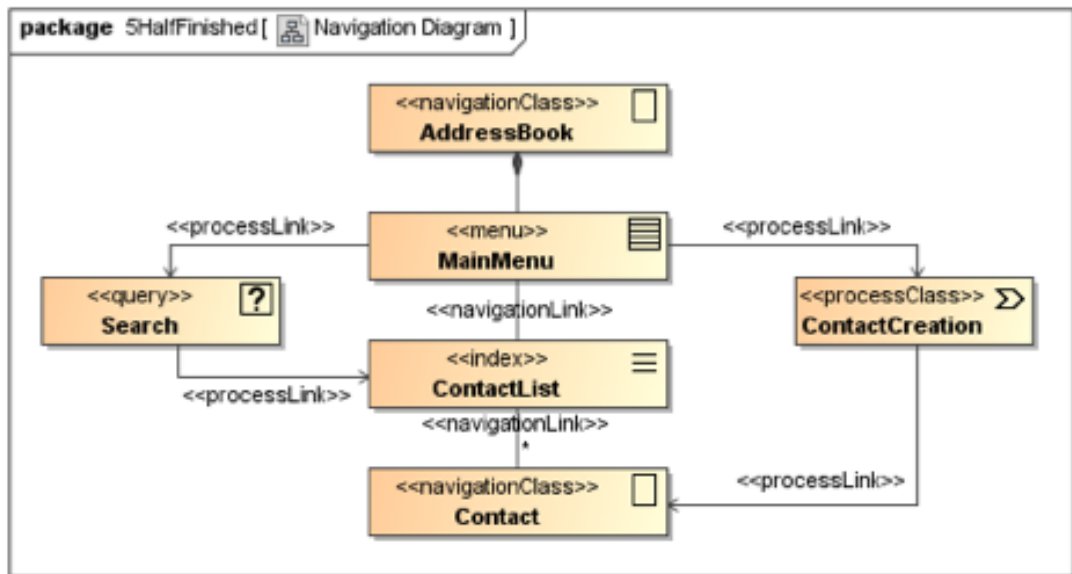 package 5HalfFinished [ Navigation Diagram ]
<<navigationClass>>
AddressBook
<<processLink>>
<<menu>>
MainMenu
<<processLink>>
<<query>>
?
Search
<<navigationLink>>
<<processClass>>
ContactCreation
<<processLink>>
<<index>>
ContactList
<<navigationLink>>
*
<<navigationClass>>
Contact
<<processLink>>